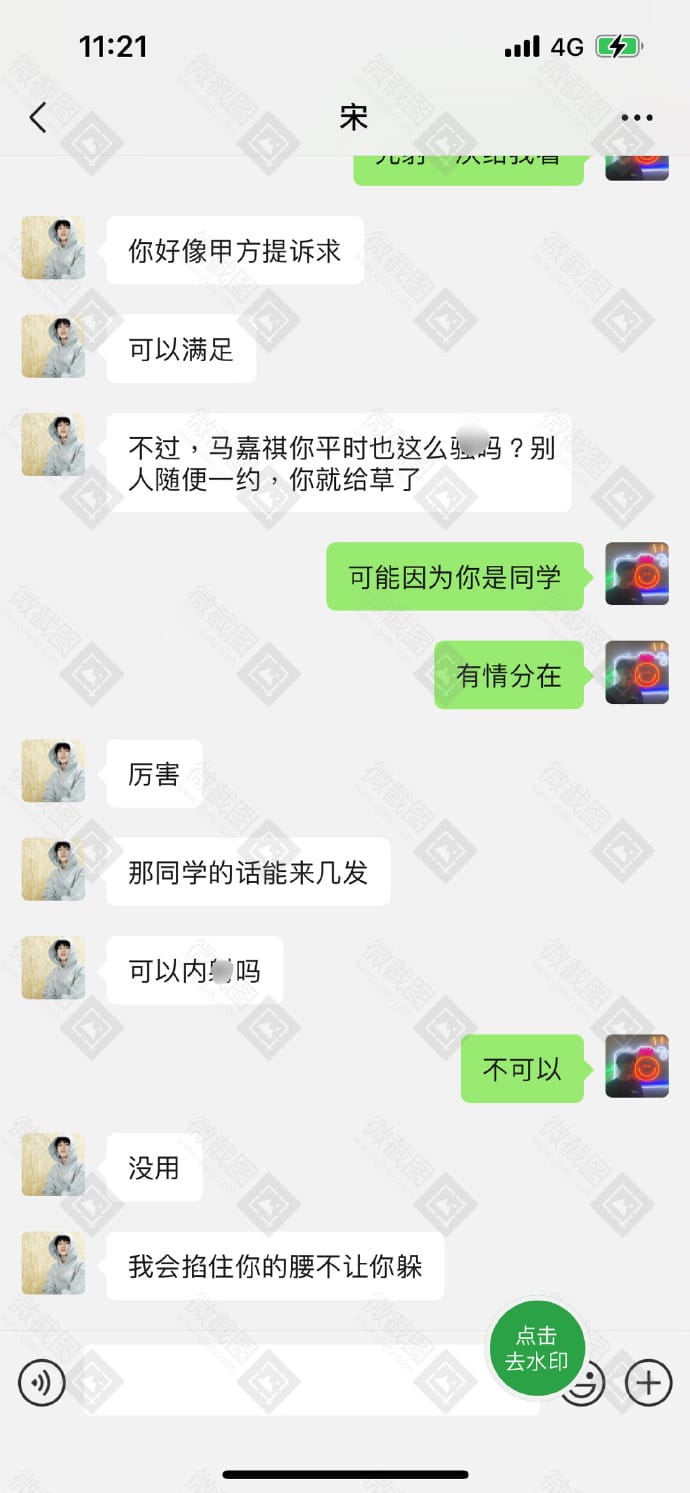 11:21
4G
宋
你好像甲方提诉求
可以满足
不过，马嘉祺你平时也这么吗？别
人随便一约，你就给草了
可能因为你是同学
有情分在
厉害
那同学的话能来几发
可以内吗
不可以
没用
我会掐住你的腰不让你躲
点击
去水印
微截图